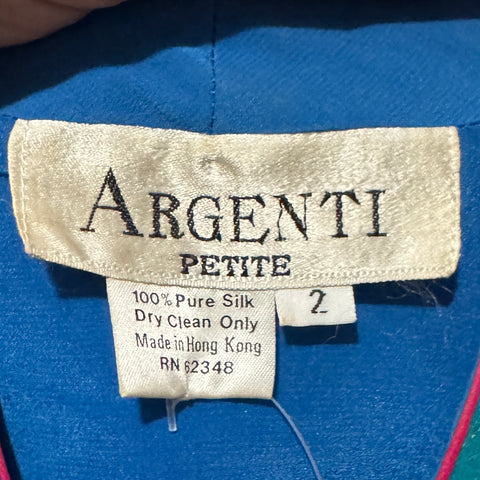 ARGENTI
PETITE
100% Pure Silk
Dry Clean Only
Made in Hong Kong
RN 62348
2